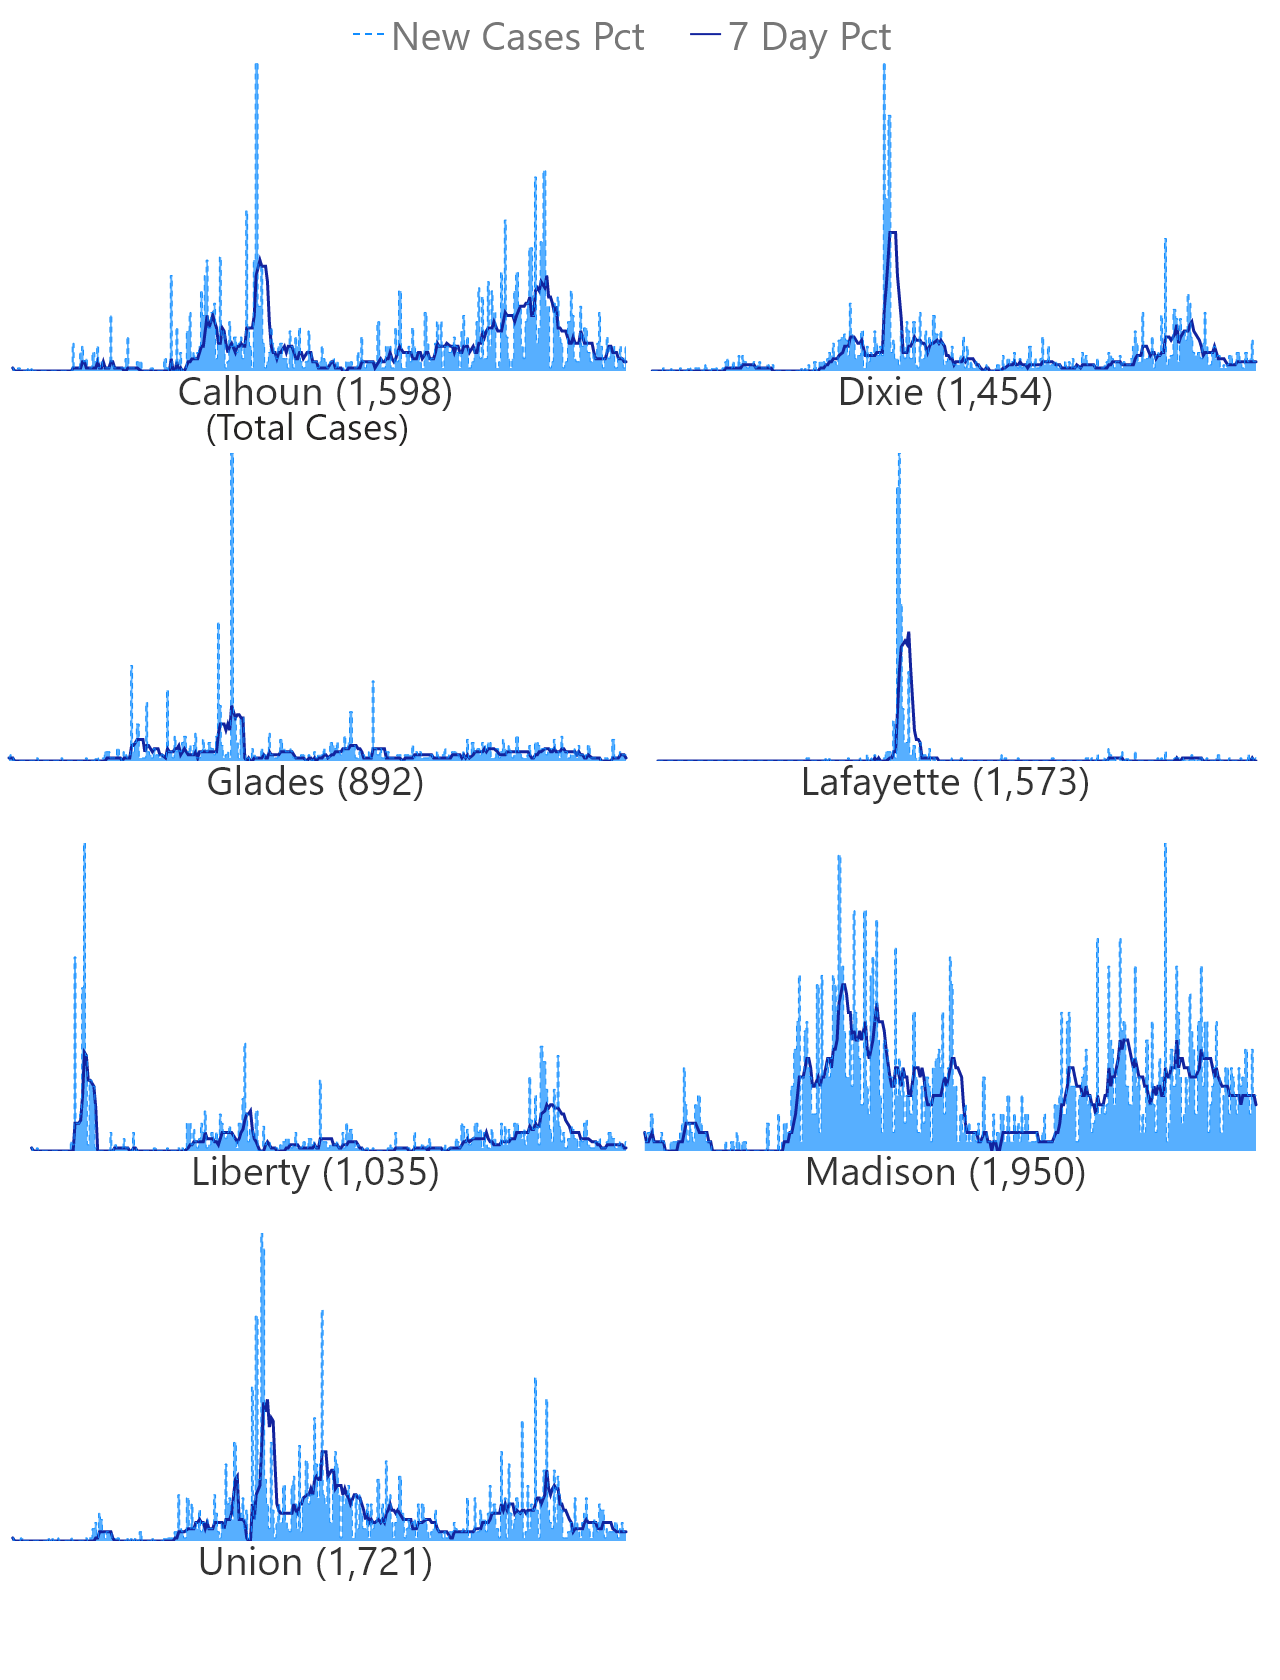 New Cases Pct 7 Day Pct
Calhoun (1,598) Dixie (1,454)
(Total Cases)
Glades (892) Lafayette (1,573)
Liberty (1,035) Madison (1,950)
Union (1,721)